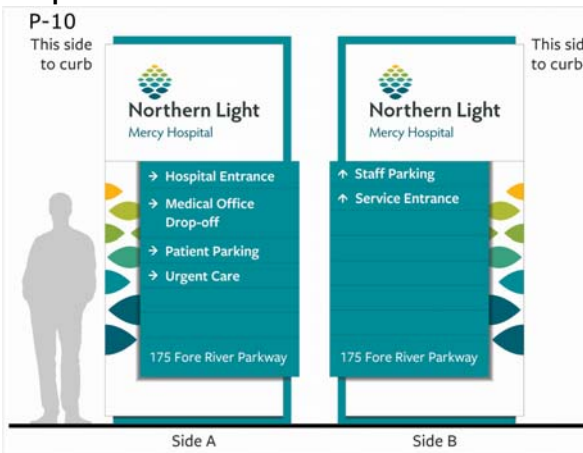 P-10
This side
to curb
Northern Light
Mercy Hospital
→ Hospital Entrance
→ Medical Office
Drop-off
→ Patient Parking
→ Urgent Care
175 Fore River Parkway
Side A
This sid
to curb
Northern Light
Mercy Hospital
↑ Staff Parking
↑ Service Entrance
175 Fore River Parkway
Side B